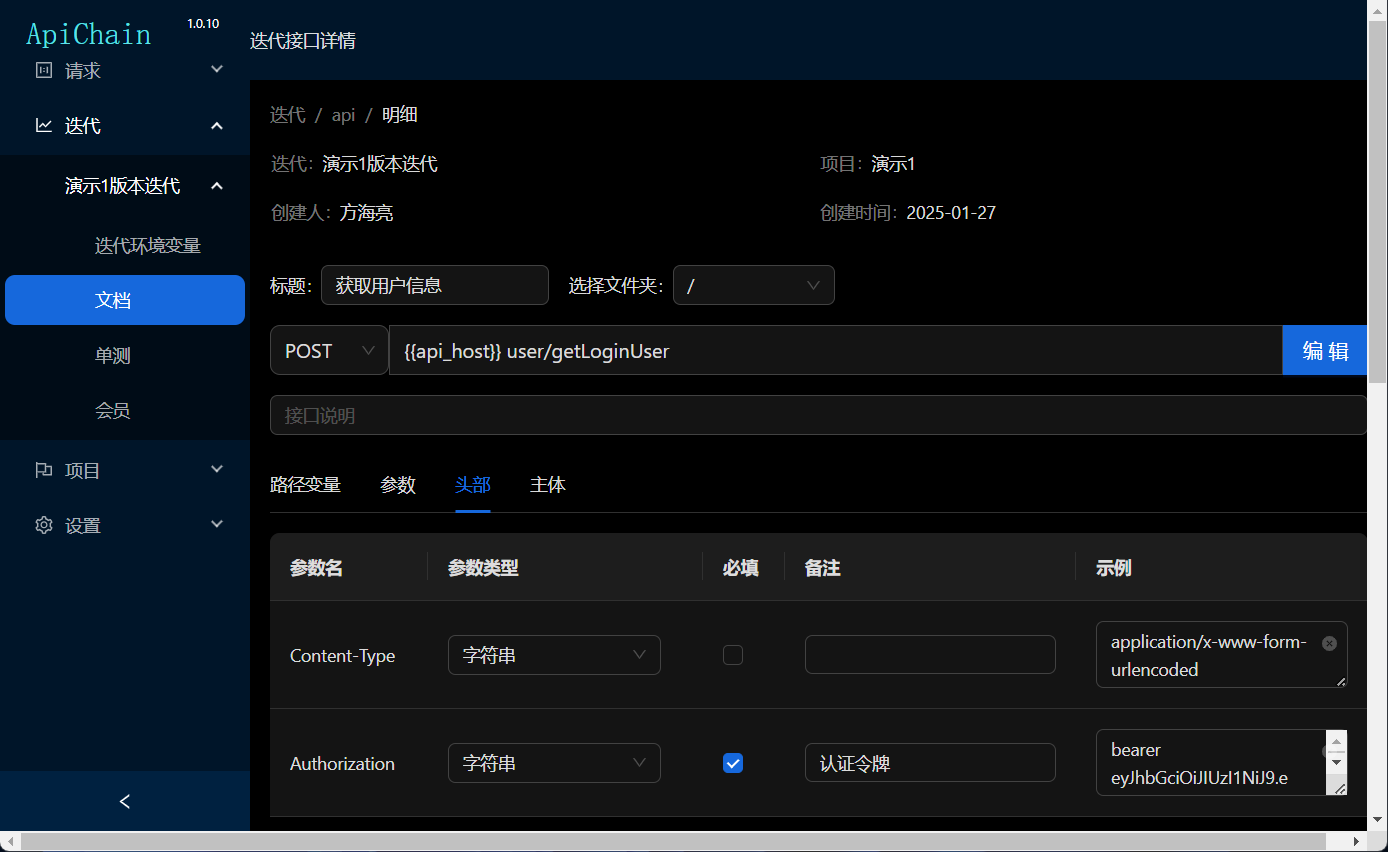 ApiChain 1.0.10
请求
迭代
演示1版本迭代
迭代环境变量
文档
单测
会员
项目
设置
迭代接口详情
迭代 / api / 明细
迭代: 演示1版本迭代 项目: 演示1
创建人: 方海亮 创建时间: 2025-01-27
标题: 获取用户信息 选择文件夹: /
POST {{api_host}} user/getLoginUser 编 辑
接口说明
路径变量 参数 头部 主体
参数名 参数类型 必填 备注 示例
Content-Type 字符串 application/x-www-form-
urlencoded
Authorization 字符串 认证令牌 bearer
eyJhbGciOiJIUzI1NiJ9.e